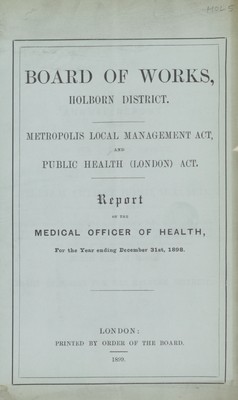 BOARD OF WORKS,
HOLBORN DISTRICT.
METROPOLIS LOCAL MANAGEMENT ACT,
AND
PUBLIC HEALTH (LONDON) ACT.
Report
OF THE
MEDICAL OFFICER OF HEALTH,
For the Year ending December 31st, 1898.
LONDON:
PRINTED BY ORDER OF THE BOARD.
1899.